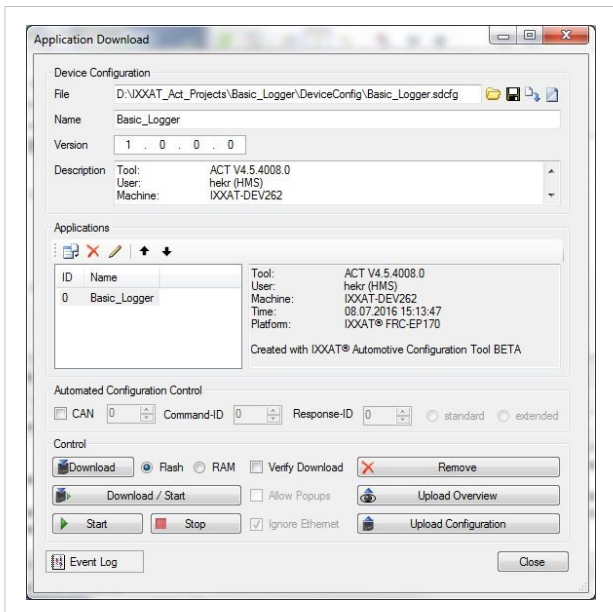 Application Download
Device Configuration
File D:\IXXAT_Act_Projects\Basic_Logger\DeviceConfig\Basic_Logger.sdcfg
Name Basic_Logger
Version 1 . 0 . 0 . 0
Description Tool: ACT V4.5.4008.0
User: hekr (HMS)
Machine: IXXAT-DEV262
Applications
ID Name
0 Basic_Logger
Tool: ACT V4.5.4008.0
User: hekr (HMS)
Machine: IXXAT-DEV262
Time: 08.07.2016 15:13:47
Platform: IXXAT® FRC-EP170
Created with IXXAT® Automotive Configuration Tool BETA
Automated Configuration Control
CAN 0 Command-ID 0 Response-ID 0 standard extended
Control
Download Flash RAM Verify Download Remove
Download / Start Allow Popups Upload Overview
Start Stop Ignore Ethernet Upload Configuration
Event Log Close